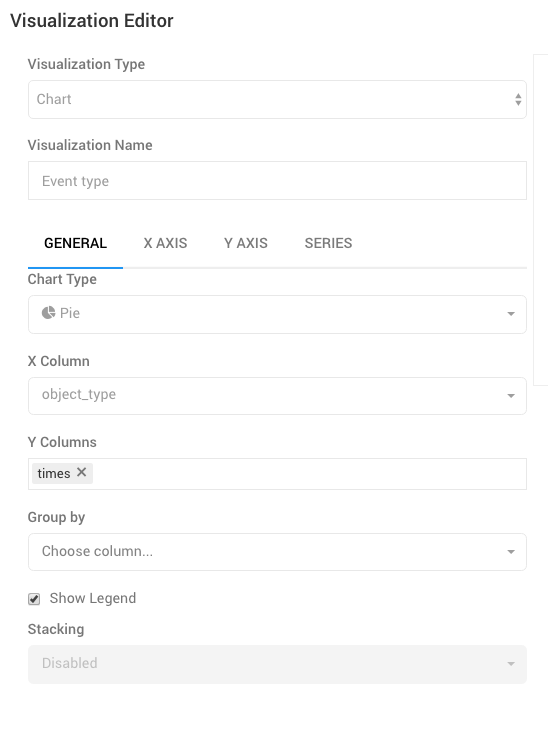 Visualization Editor
Visualization Type
Chart
Visualization Name
Event type
GENERAL X AXIS Y AXIS SERIES
Chart Type
Pie
X Column
object_type
Y Columns
times ✕
Group by
Choose column...
Show Legend
Stacking
Disabled